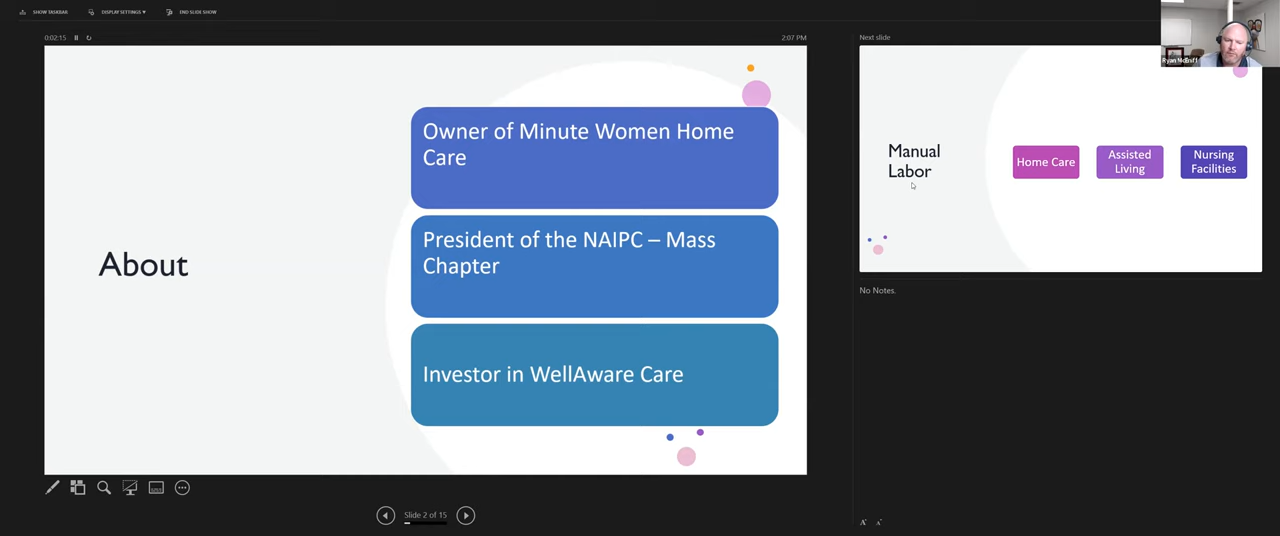 SHOW TASKBAR
DISPLAY SETTINGS ▾
END SLIDE SHOW
0:02:15
2:07 PM
About
Owner of Minute Women Home
Care
President of the NAIPC – Mass
Chapter
Investor in WellAware Care
Slide 2 of 15
Next slide
Ryan McEniff
Manual
Labor
Home Care
Assisted
Living
Nursing
Facilities
No Notes.
A A